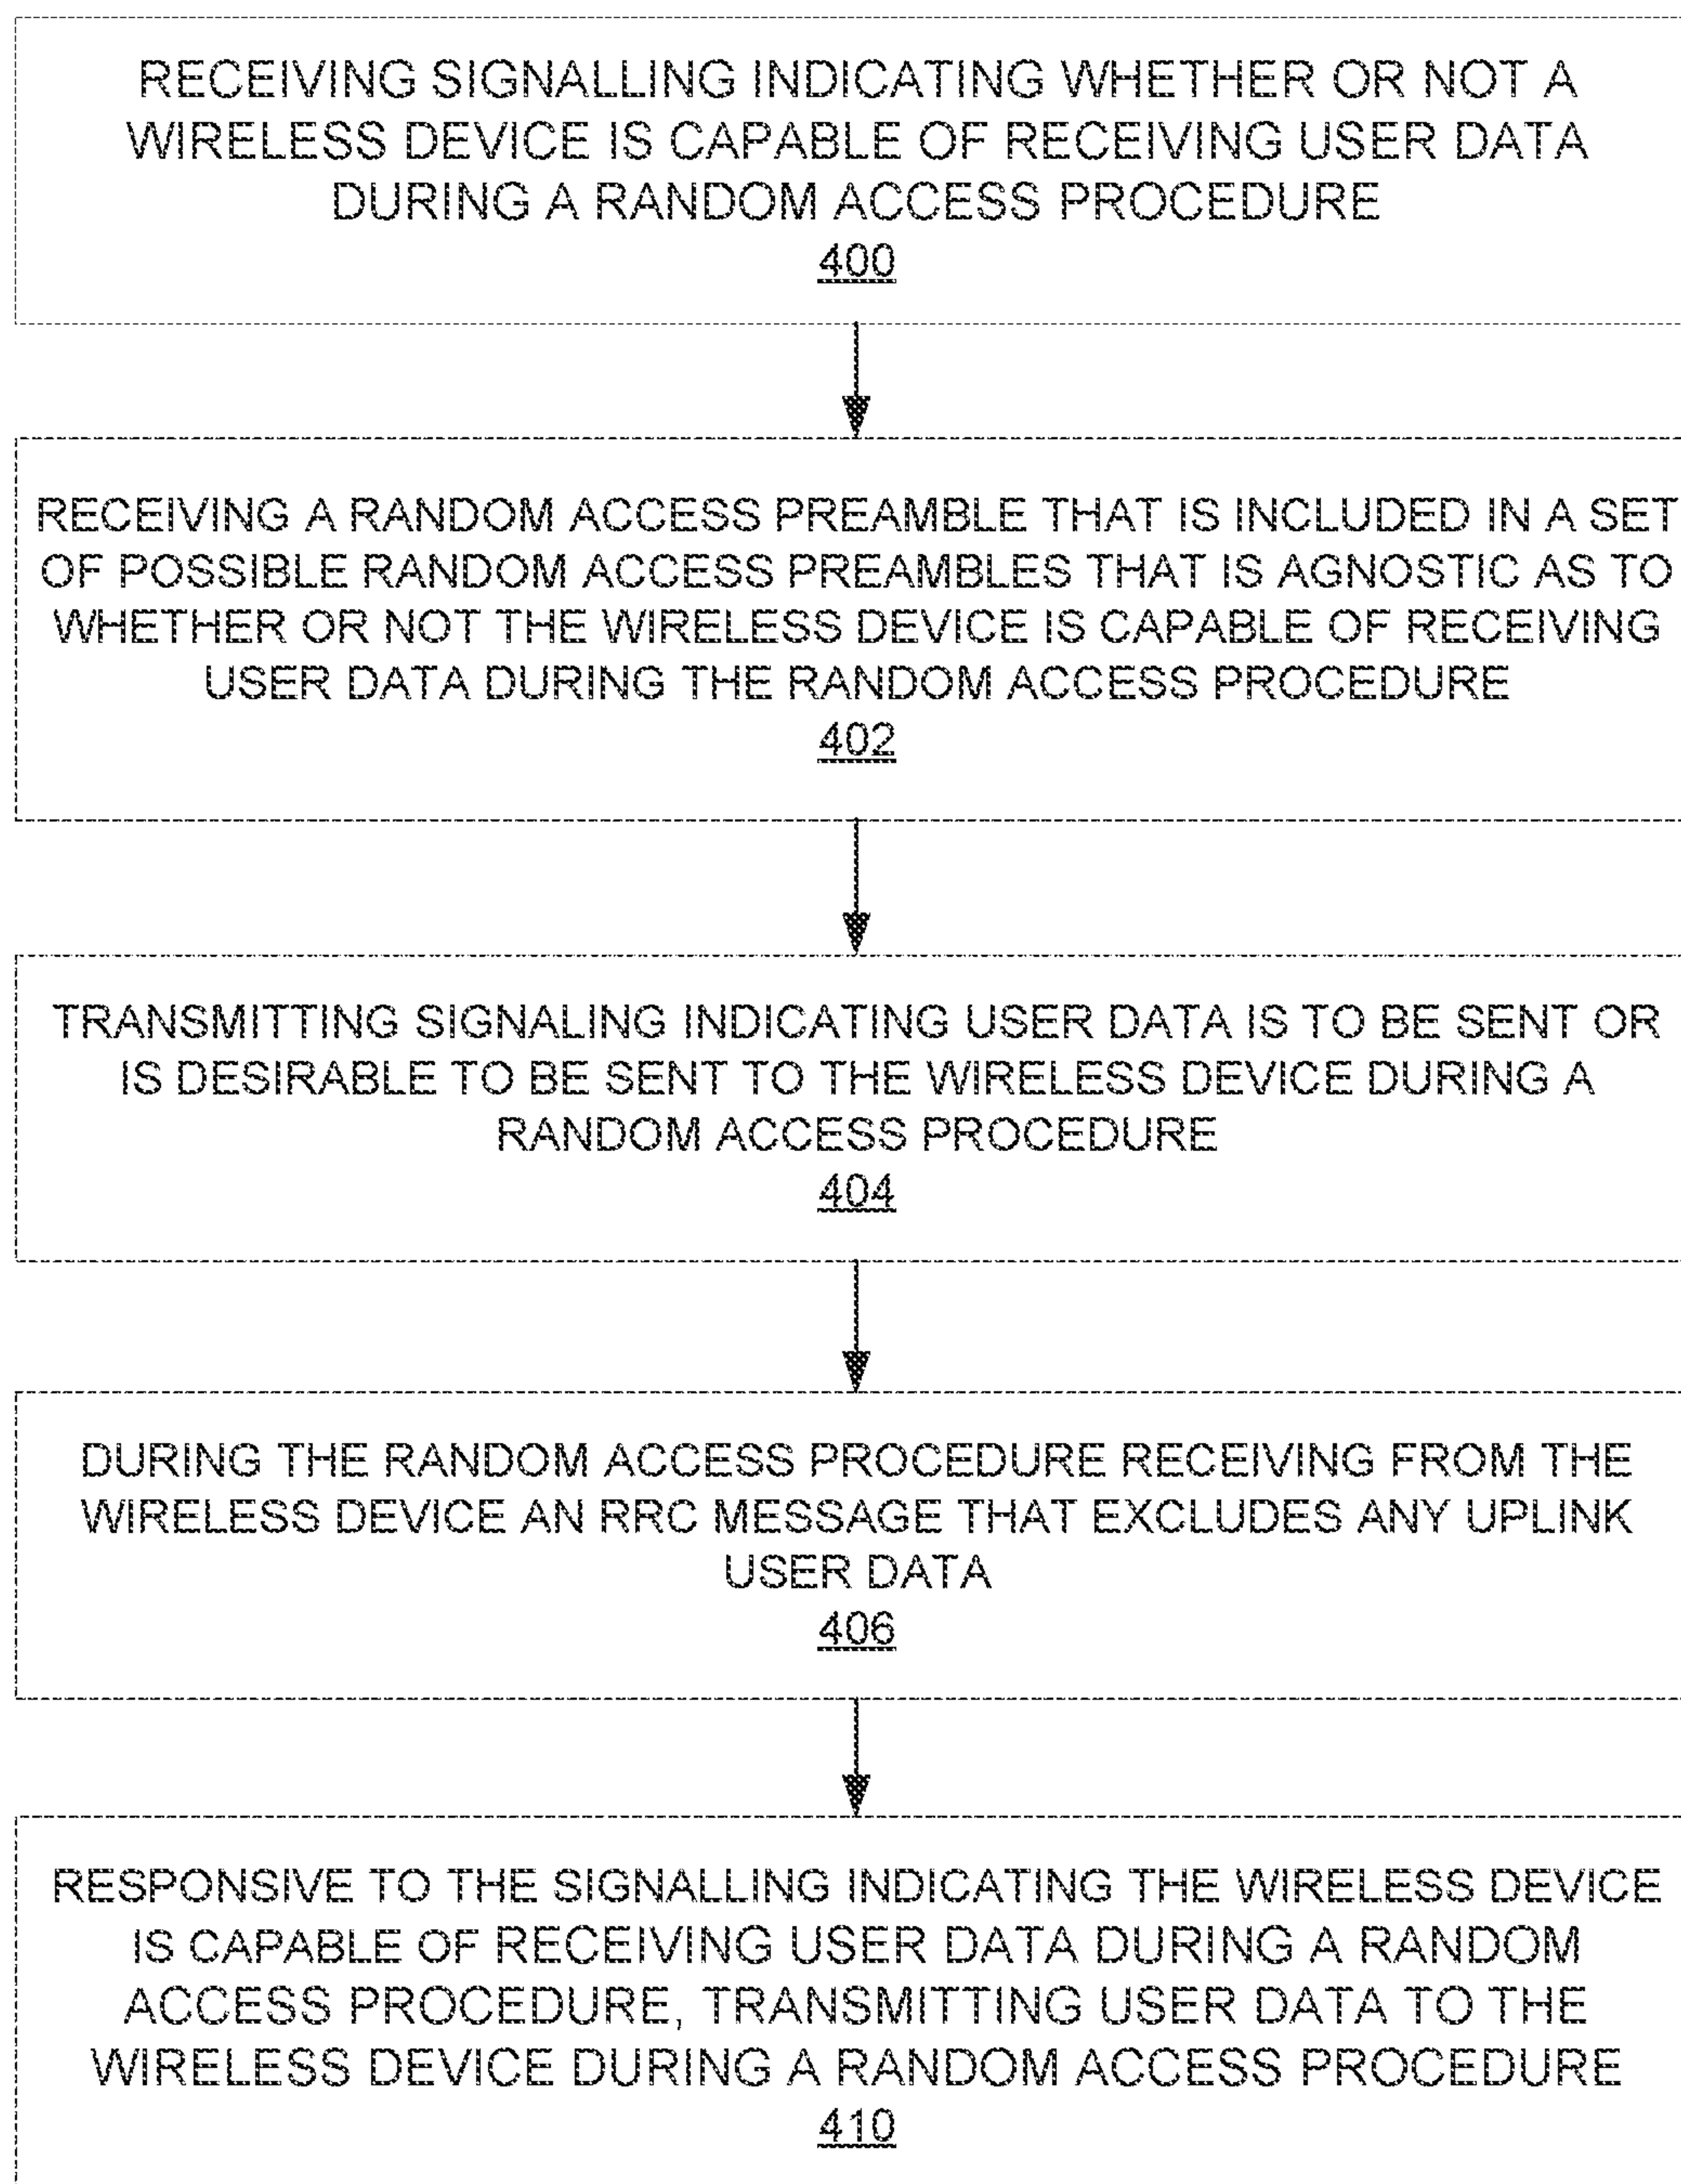 RECEIVING SIGNALLING INDICATING WHETHER OR NOT A
WIRELESS DEVICE IS CAPABLE OF RECEIVING USER DATA
DURING A RANDOM ACCESS PROCEDURE
400
RECEIVING A RANDOM ACCESS PREAMBLE THAT IS INCLUDED IN A SET
OF POSSIBLE RANDOM ACCESS PREAMBLES THAT IS AGNOSTIC AS TO
WHETHER OR NOT THE WIRELESS DEVICE IS CAPABLE OF RECEIVING
USER DATA DURING THE RANDOM ACCESS PROCEDURE
402
TRANSMITTING SIGNALING INDICATING USER DATA IS TO BE SENT OR
IS DESIRABLE TO BE SENT TO THE WIRELESS DEVICE DURING A
RANDOM ACCESS PROCEDURE
404
DURING THE RANDOM ACCESS PROCEDURE RECEIVING FROM THE
WIRELESS DEVICE AN RRC MESSAGE THAT EXCLUDES ANY UPLINK
USER DATA
406
RESPONSIVE TO THE SIGNALLING INDICATING THE WIRELESS DEVICE
IS CAPABLE OF RECEIVING USER DATA DURING A RANDOM
ACCESS PROCEDURE, TRANSMITTING USER DATA TO THE
WIRELESS DEVICE DURING A RANDOM ACCESS PROCEDURE
410